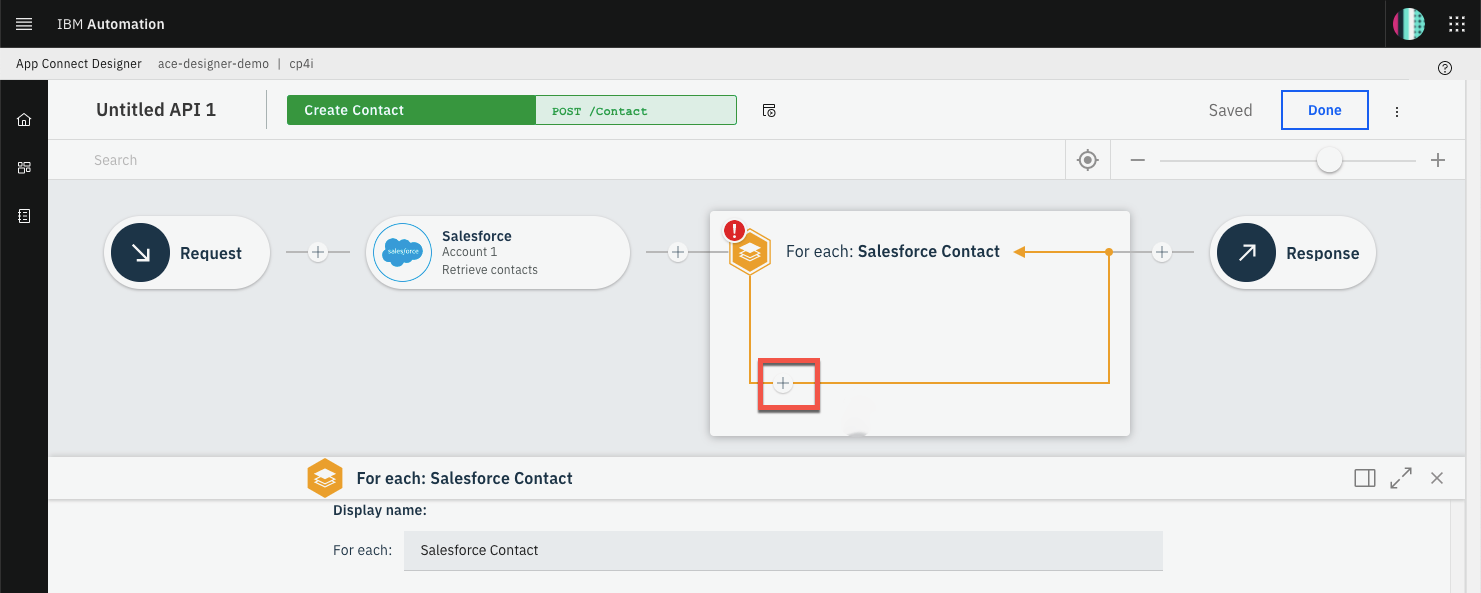 IBM Automation
App Connect Designer ace-designer-demo | cp4i
Untitled API 1
Create Contact
POST /Contact
Saved
Done
Search
Request
salesforce
Salesforce
Account 1
Retrieve contacts
For each: Salesforce Contact
Response
For each: Salesforce Contact
Display name:
For each:
Salesforce Contact